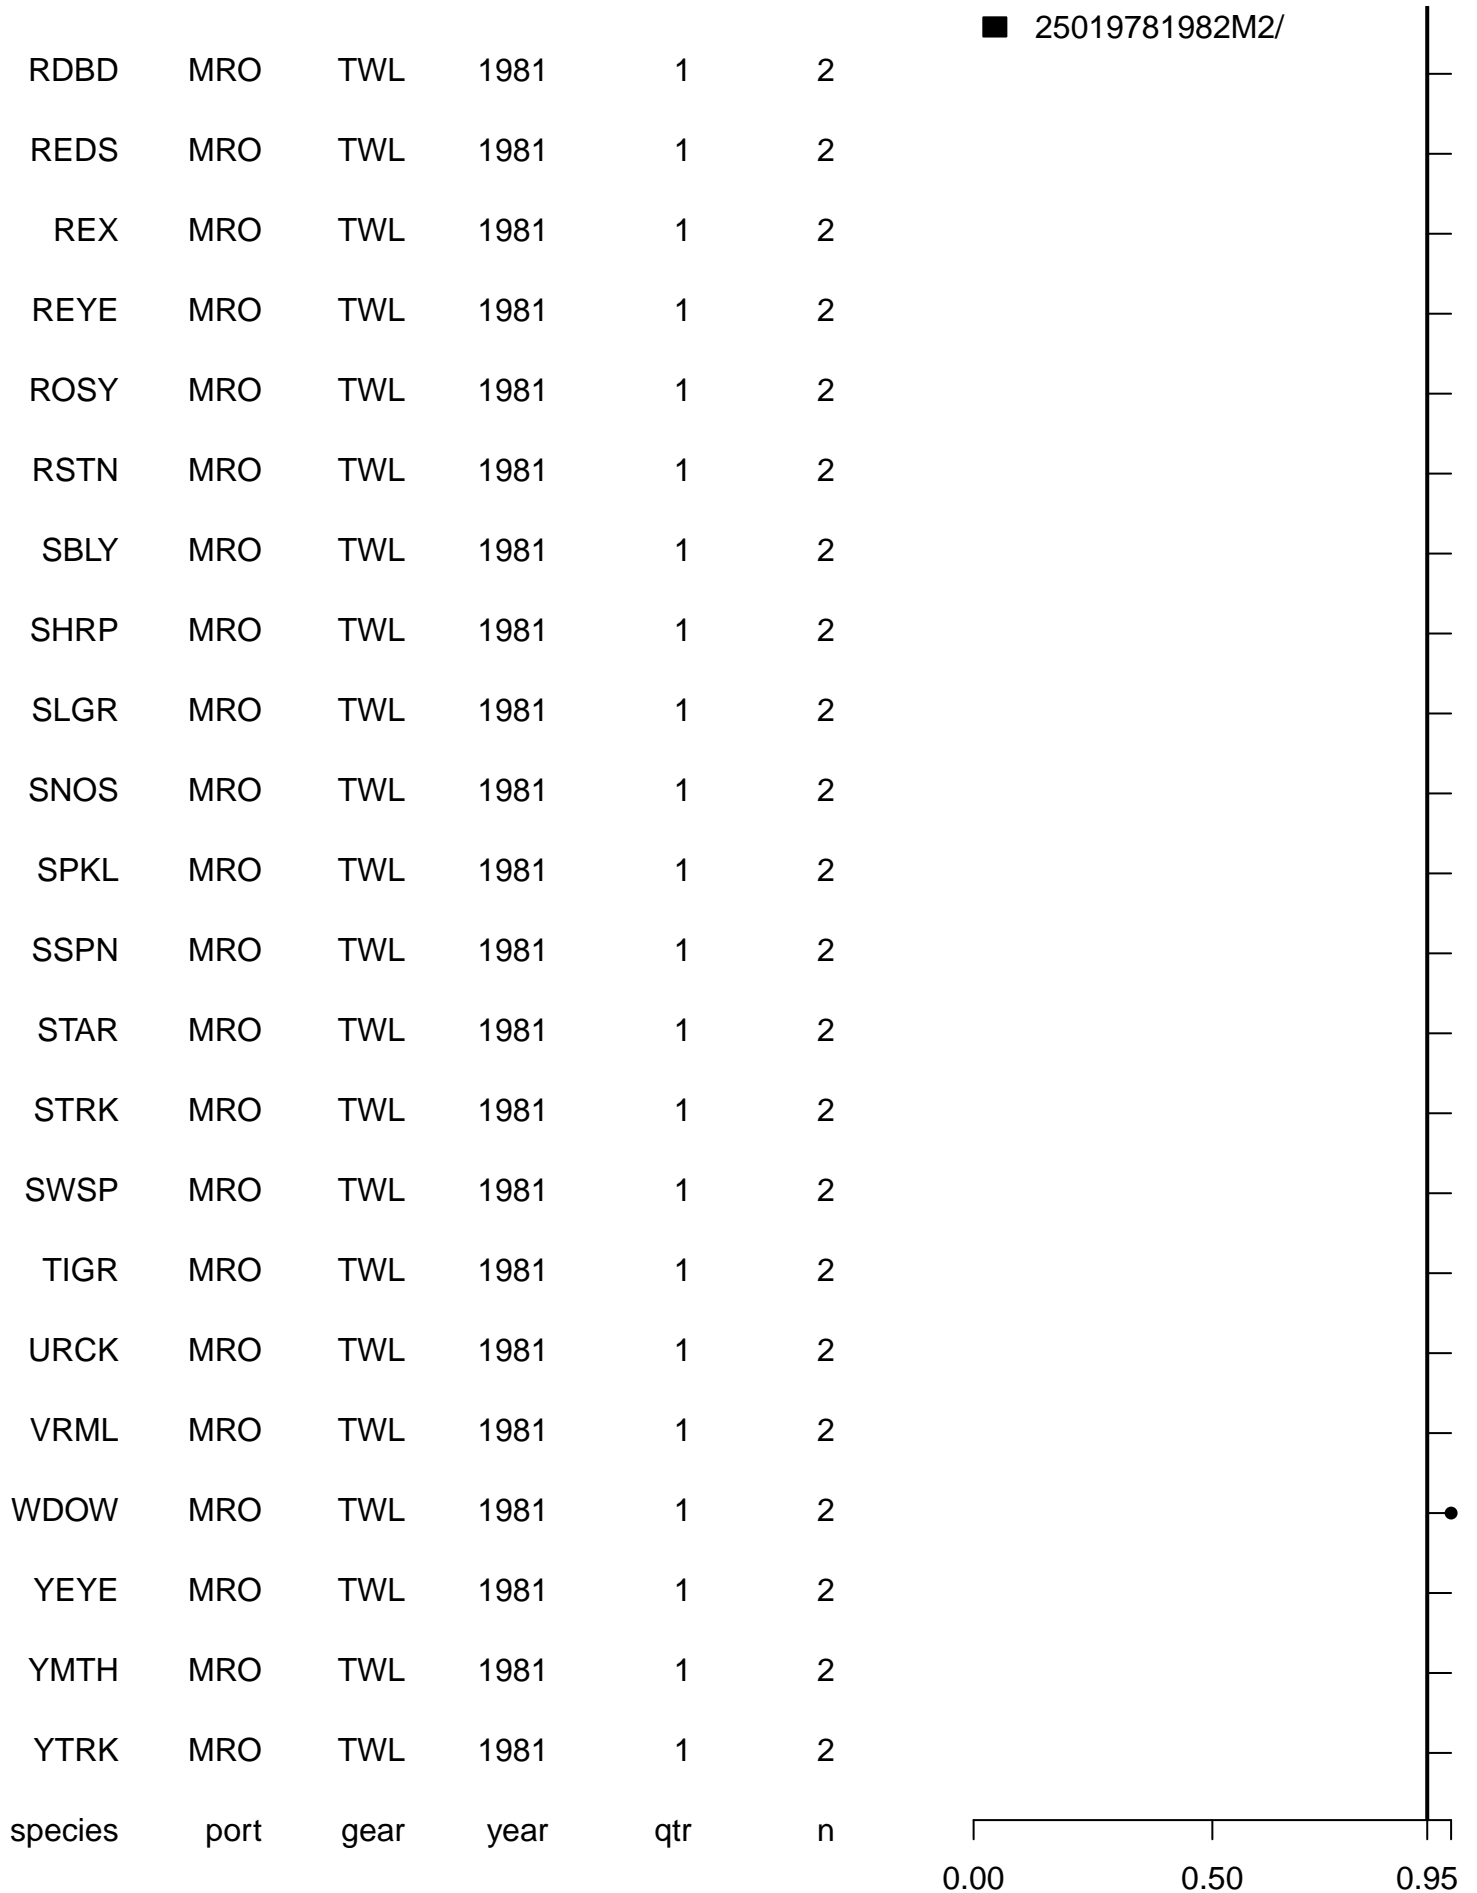 25019781982M2/
RDBD MRO TWL 1981 1 2
REDS MRO TWL 1981 1 2
REX MRO TWL 1981 1 2
REYE MRO TWL 1981 1 2
ROSY MRO TWL 1981 1 2
RSTN MRO TWL 1981 1 2
SBLY MRO TWL 1981 1 2
SHRP MRO TWL 1981 1 2
SLGR MRO TWL 1981 1 2
SNOS MRO TWL 1981 1 2
SPKL MRO TWL 1981 1 2
SSPN MRO TWL 1981 1 2
STAR MRO TWL 1981 1 2
STRK MRO TWL 1981 1 2
SWSP MRO TWL 1981 1 2
TIGR MRO TWL 1981 1 2
URCK MRO TWL 1981 1 2
VRML MRO TWL 1981 1 2
WDOW MRO TWL 1981 1 2
YEYE MRO TWL 1981 1 2
YMTH MRO TWL 1981 1 2
YTRK MRO TWL 1981 1 2
species port gear year qtr n
0.00 0.50 0.95